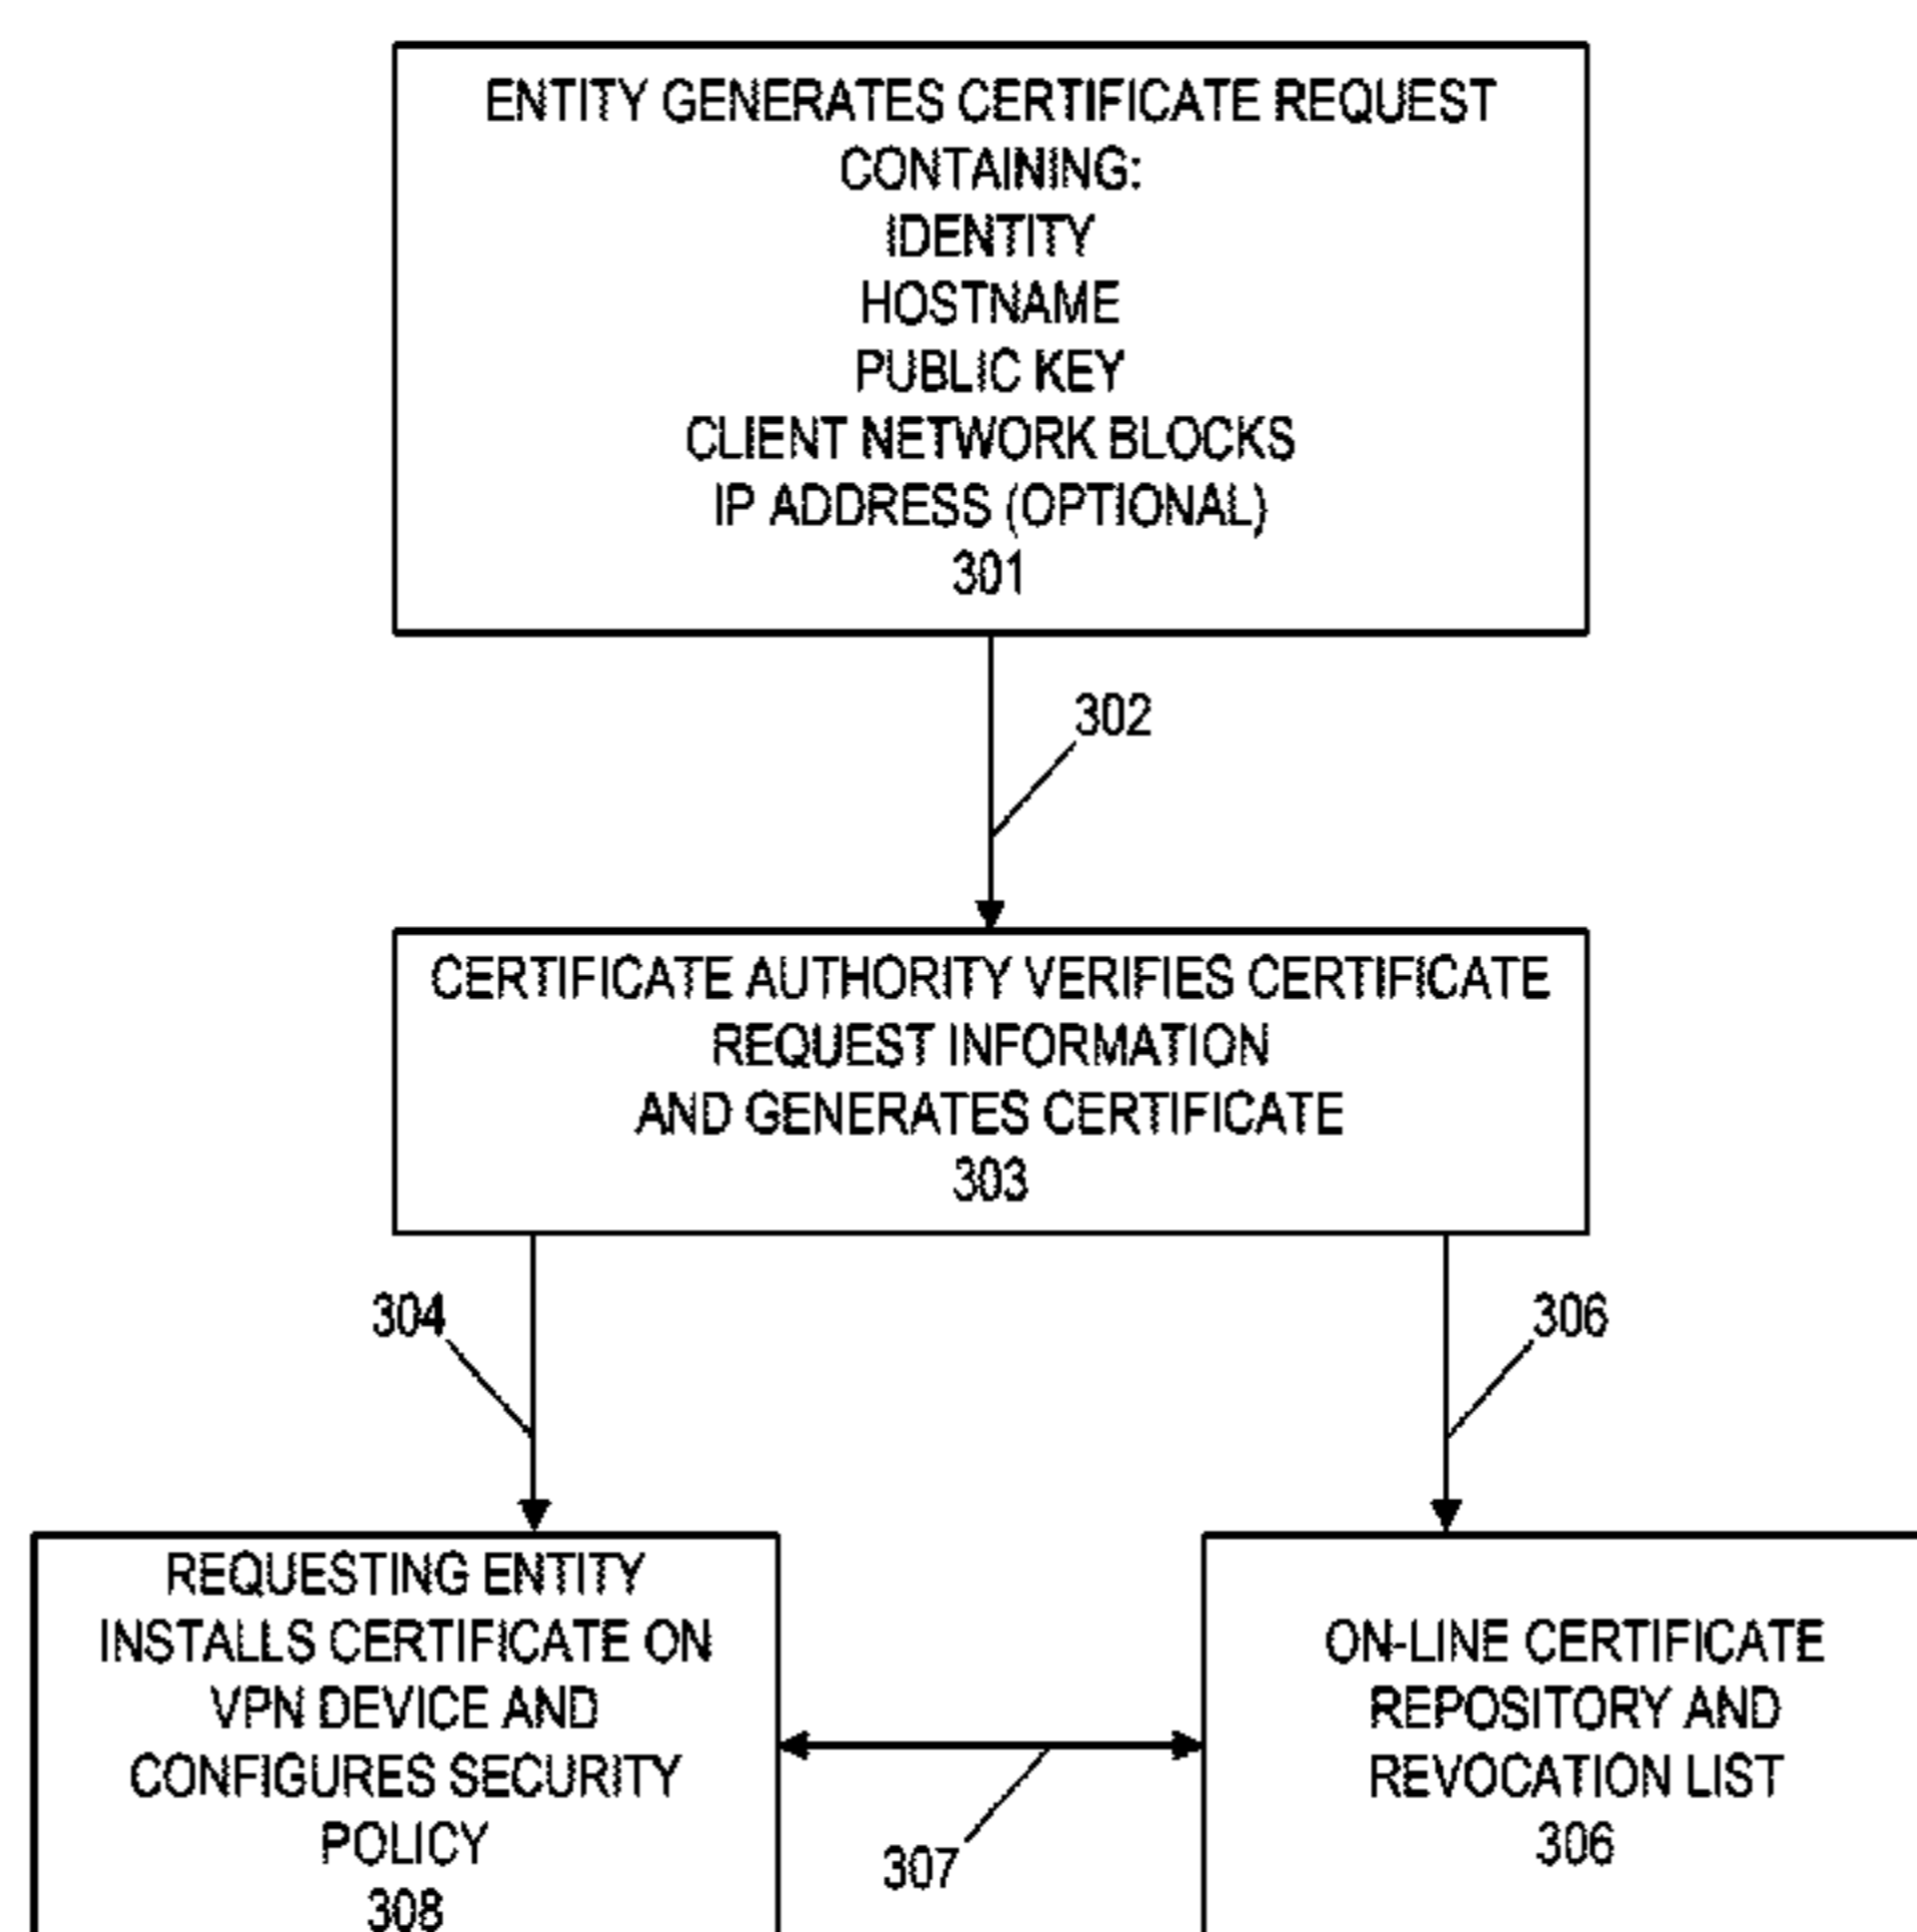 ENTITY GENERATES CERTIFICATE REQUEST
CONTAINING:
IDENTITY
HOSTNAME
PUBLIC KEY
CLIENT NETWORK BLOCKS
IP ADDRESS (OPTIONAL)
301
302
CERTIFICATE AUTHORITY VERIFIES CERTIFICATE
REQUEST INFORMATION
AND GENERATES CERTIFICATE
303
304
306
REQUESTING ENTITY
INSTALLS CERTIFICATE ON
VPN DEVICE AND
CONFIGURES SECURITY
POLICY
308
307
ON-LINE CERTIFICATE
REPOSITORY AND
REVOCATION LIST
306